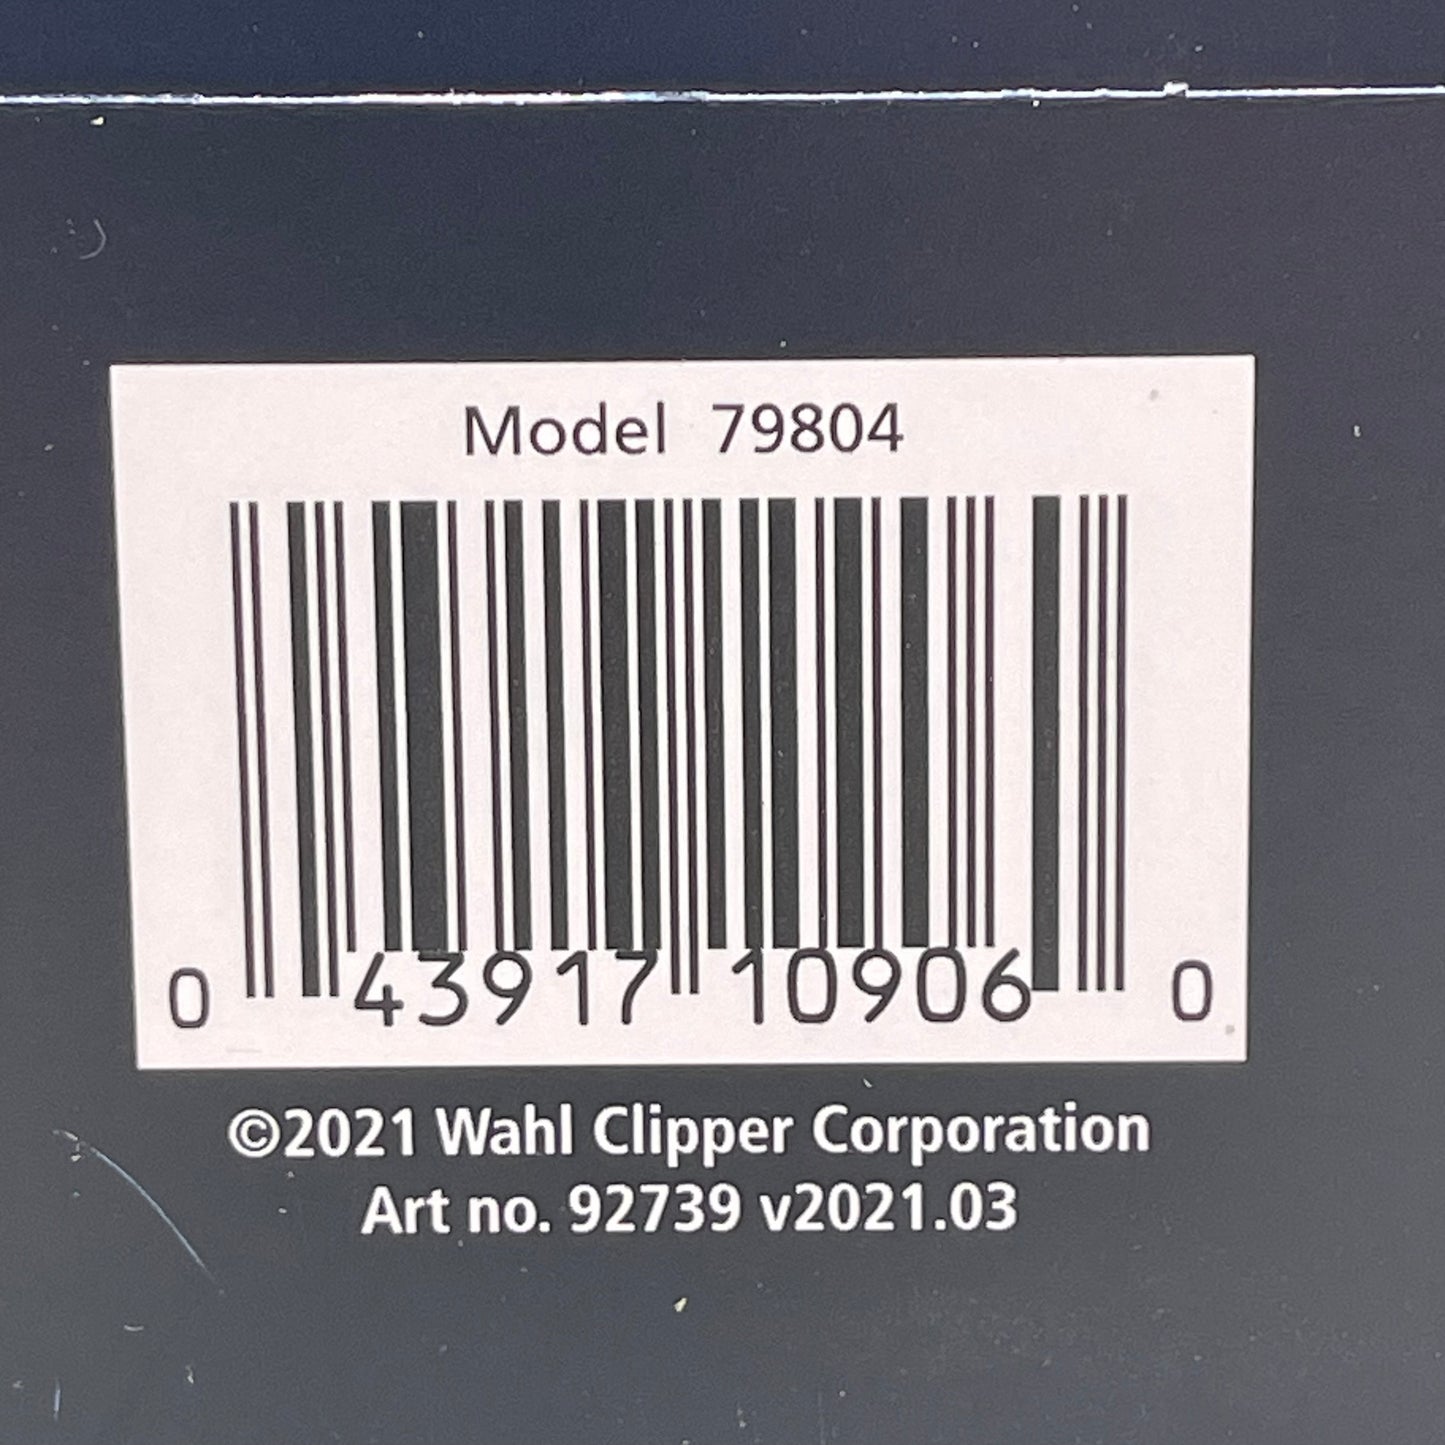 Model 79804
0 43917 10906 0
©2021 Wahl Clipper Corporation
Art no. 92739 v2021.03